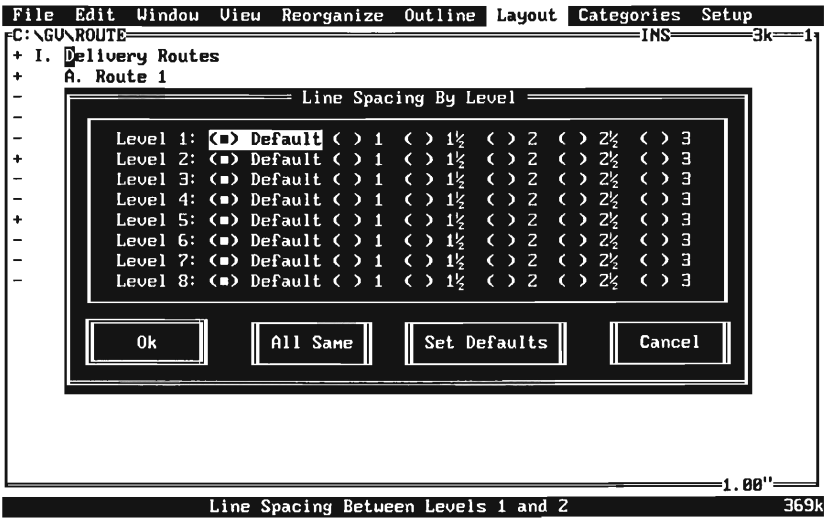 File Edit Window View Reorganize Outline Layout Categories Setup
C:\GV\ROUTE INS 3k 1
+ I. Delivery Routes
+ A. Route 1
- Line Spacing By Level
-
- Level 1: (■) Default ( ) 1 ( ) 1½ ( ) 2 ( ) 2½ ( ) 3
+ Level 2: (■) Default ( ) 1 ( ) 1½ ( ) 2 ( ) 2½ ( ) 3
- Level 3: (■) Default ( ) 1 ( ) 1½ ( ) 2 ( ) 2½ ( ) 3
- Level 4: (■) Default ( ) 1 ( ) 1½ ( ) 2 ( ) 2½ ( ) 3
+ Level 5: (■) Default ( ) 1 ( ) 1½ ( ) 2 ( ) 2½ ( ) 3
- Level 6: (■) Default ( ) 1 ( ) 1½ ( ) 2 ( ) 2½ ( ) 3
- Level 7: (■) Default ( ) 1 ( ) 1½ ( ) 2 ( ) 2½ ( ) 3
- Level 8: (■) Default ( ) 1 ( ) 1½ ( ) 2 ( ) 2½ ( ) 3
Ok All Same Set Defaults Cancel
1.00"
Line Spacing Between Levels 1 and 2 369k